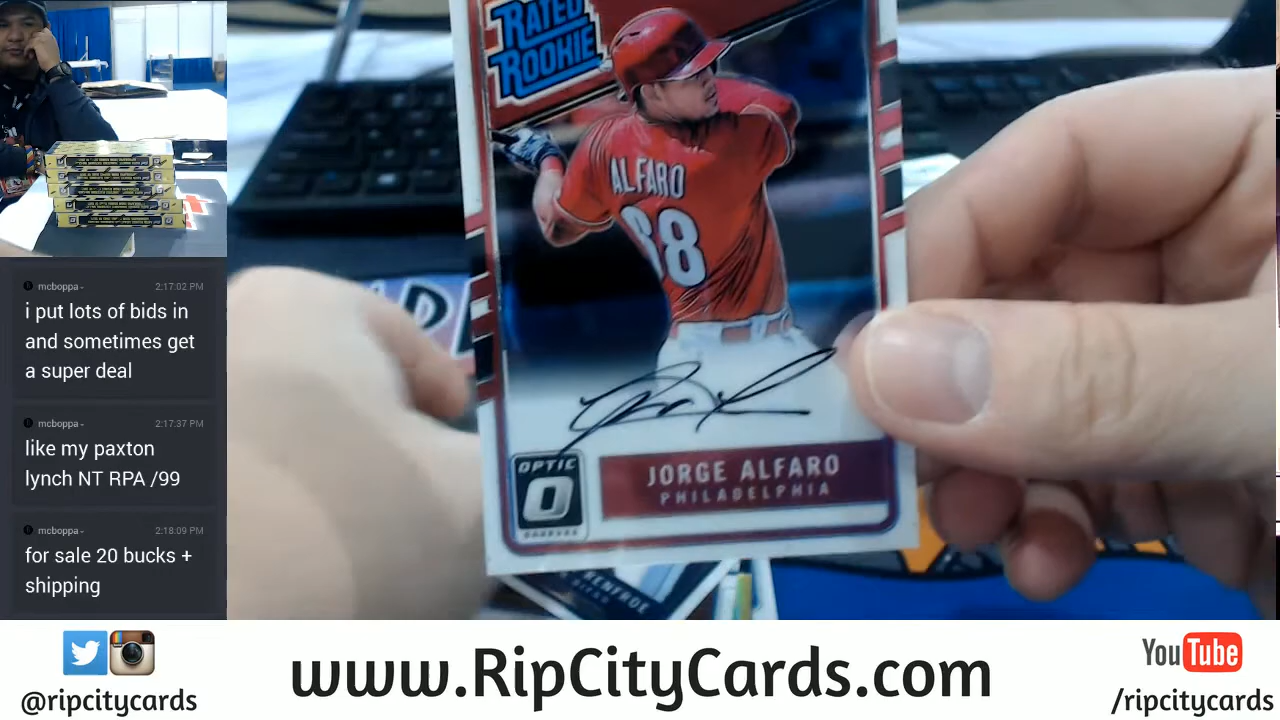 mcboppa- 2:17:02 PM
i put lots of bids in
and sometimes get
a super deal
mcboppa- 2:17:37 PM
like my paxton
lynch NT RPA /99
mcboppa- 2:18:09 PM
for sale 20 bucks +
shipping
RATED
ROOKIE
ALFARO
68
OPTIC
JORGE ALFARO
PHILADELPHIA
@ripcitycards
www.RipCityCards.com
YouTube
/ripcitycards